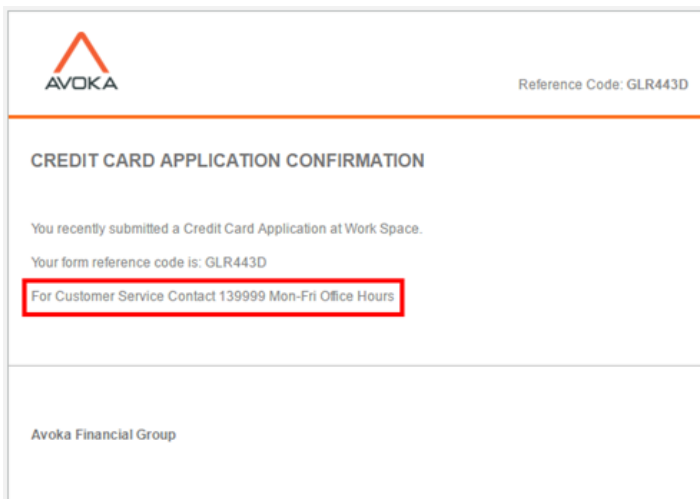 AVOKA
Reference Code: GLR443D
CREDIT CARD APPLICATION CONFIRMATION
You recently submitted a Credit Card Application at Work Space.
Your form reference code is: GLR443D
For Customer Service Contact 139999 Mon-Fri Office Hours
Avoka Financial Group